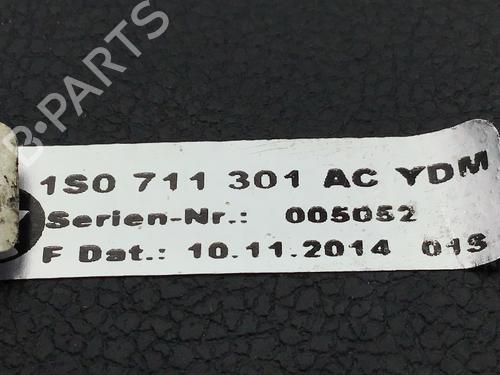 B-PARTS
1S0 711 301 AC YDM
Serien-Nr.: 005052
F Dat.: 10.11.2014 013